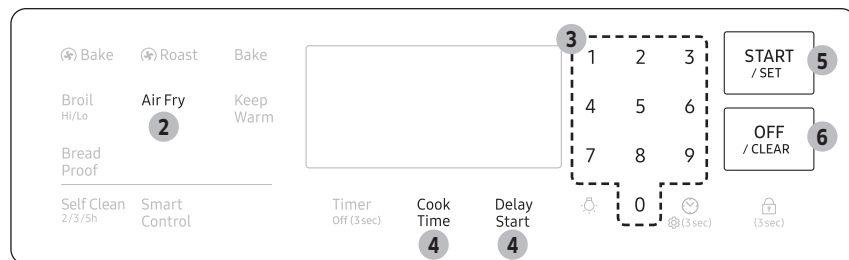 Bake Roast Bake
3
1 2 3
START
/ SET
5
Broil
Hi/Lo
Air Fry
2
Keep
Warm
4 5 6
OFF
/ CLEAR
6
Bread
Proof
7 8 9
Self Clean
2/3/5h
Smart
Control
Timer
Off (3 sec)
Cook
Time
4
Delay
Start
4
0
(3 sec)
(3 sec)